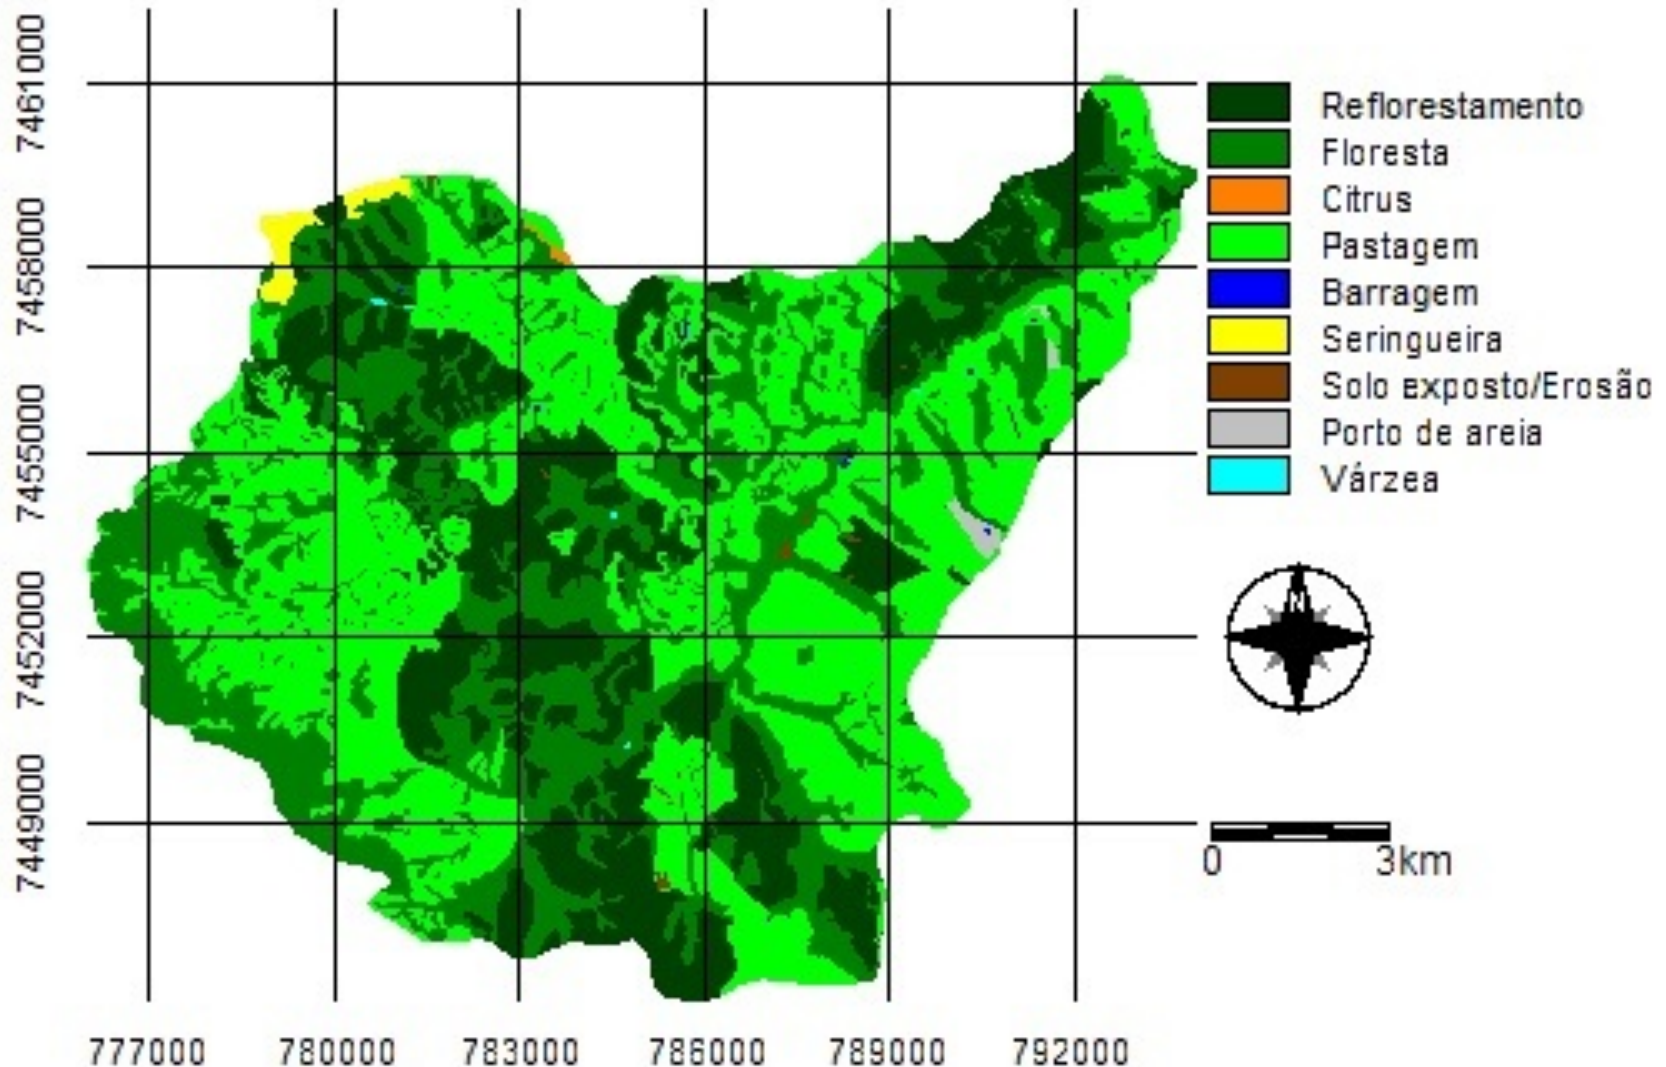 7461000
7458000
7455000
7452000
7449000
Reflorestamento
Floresta
Citrus
Pastagem
Barragem
Seringueira
Solo exposto/Erosão
Porto de areia
Várzea
0 3km
777000 780000 783000 786000 789000 792000